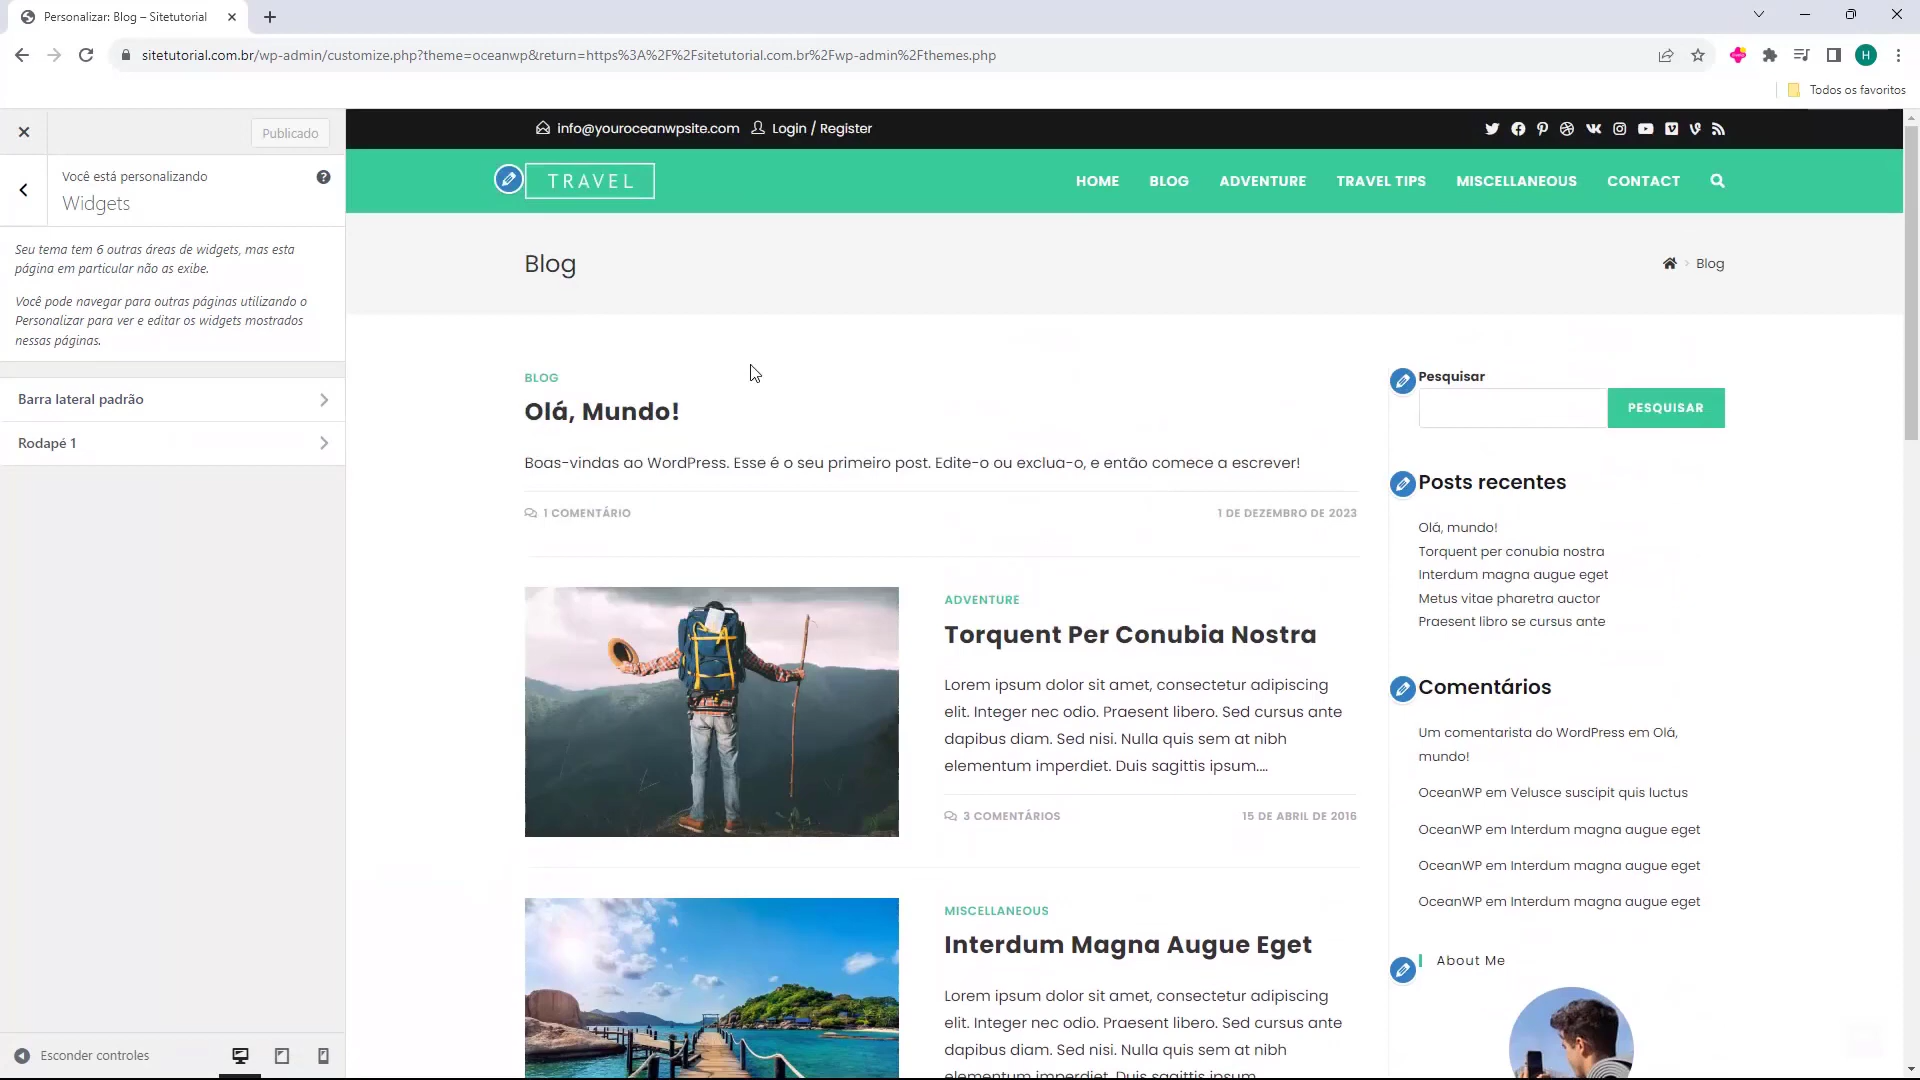 Personalizar: Blog – Sitetutorial
sitetutorial.com.br/wp-admin/customize.php?theme=oceanwp&return=https%3A%2F%2Fsitetutorial.com.br%2Fwp-admin%2Fthemes.php
H
Todos os favoritos
Publicado
Você está personalizando
Widgets
Seu tema tem 6 outras áreas de widgets, mas esta
página em particular não as exibe.
Você pode navegar para outras páginas utilizando o
Personalizar para ver e editar os widgets mostrados
nessas páginas.
Barra lateral padrão
Rodapé 1
Esconder controles
info@youroceanwpsite.com
Login / Register
TRAVEL
HOME
BLOG
ADVENTURE
TRAVEL TIPS
MISCELLANEOUS
CONTACT
Blog
Blog
BLOG
Olá, Mundo!
Boas-vindas ao WordPress. Esse é o seu primeiro post. Edite-o ou exclua-o, e então comece a escrever!
1 COMENTÁRIO
1 DE DEZEMBRO DE 2023
ADVENTURE
Torquent Per Conubia Nostra
Lorem ipsum dolor sit amet, consectetur adipiscing
elit. Integer nec odio. Praesent libero. Sed cursus ante
dapibus diam. Sed nisi. Nulla quis sem at nibh
elementum imperdiet. Duis sagittis ipsum....
3 COMENTÁRIOS
15 DE ABRIL DE 2016
MISCELLANEOUS
Interdum Magna Augue Eget
Lorem ipsum dolor sit amet, consectetur adipiscing
elit. Integer nec odio. Praesent libero. Sed cursus ante
dapibus diam. Sed nisi. Nulla quis sem at nibh
elementum imperdiet. Duis sagittis ipsum....
Pesquisar
PESQUISAR
Posts recentes
Olá, mundo!
Torquent per conubia nostra
Interdum magna augue eget
Metus vitae pharetra auctor
Praesent libro se cursus ante
Comentários
Um comentarista do WordPress em Olá,
mundo!
OceanWP em Velusce suscipit quis luctus
OceanWP em Interdum magna augue eget
OceanWP em Interdum magna augue eget
OceanWP em Interdum magna augue eget
About Me